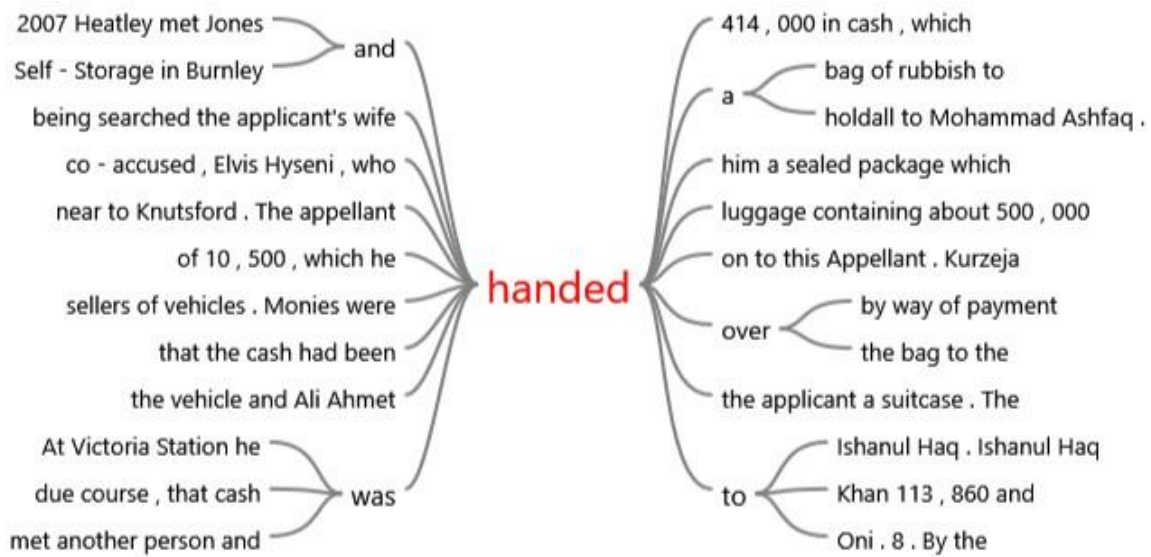 2007 Heatley met Jones
Self - Storage in Burnley
and
being searched the applicant's wife
co - accused , Elvis Hyseni , who
near to Knutsford . The appellant
of 10 , 500 , which he
sellers of vehicles . Monies were
that the cash had been
the vehicle and Ali Ahmet
At Victoria Station he
due course , that cash
met another person and
was
handed
414 , 000 in cash , which
a
bag of rubbish to
holdall to Mohammad Ashfaq .
him a sealed package which
luggage containing about 500 , 000
on to this Appellant . Kurzeja
over
by way of payment
the bag to the
the applicant a suitcase . The
to
Ishanul Haq . Ishanul Haq
Khan 113 , 860 and
Oni . 8 . By the